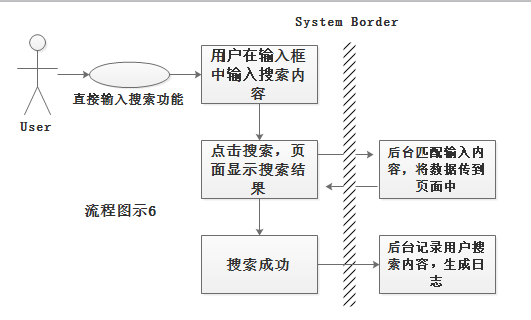 System Border
用户在输入框
中输入搜索内
容
直接输入搜索功能
User
点击搜索，页
面显示搜索结
果
后台匹配输入内
容，将数据传到
页面中
流程图示6
搜索成功
后台记录用户搜
索内容，生成日
志